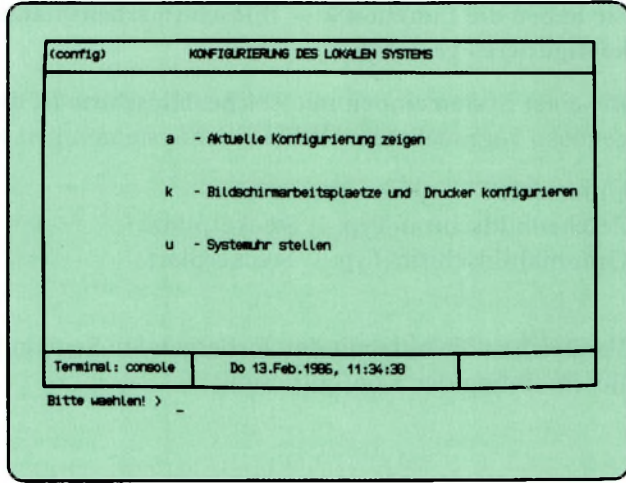 (config) KONFIGURIERUNG DES LOKALEN SYSTEMS
a - Aktuelle Konfigurierung zeigen
k - Bildschirmarbeitsplaetze und Drucker konfigurieren
u - Systemuhr stellen
Terminal: console Do 13.Feb.1986, 11:34:30
Bitte waehlen! > _